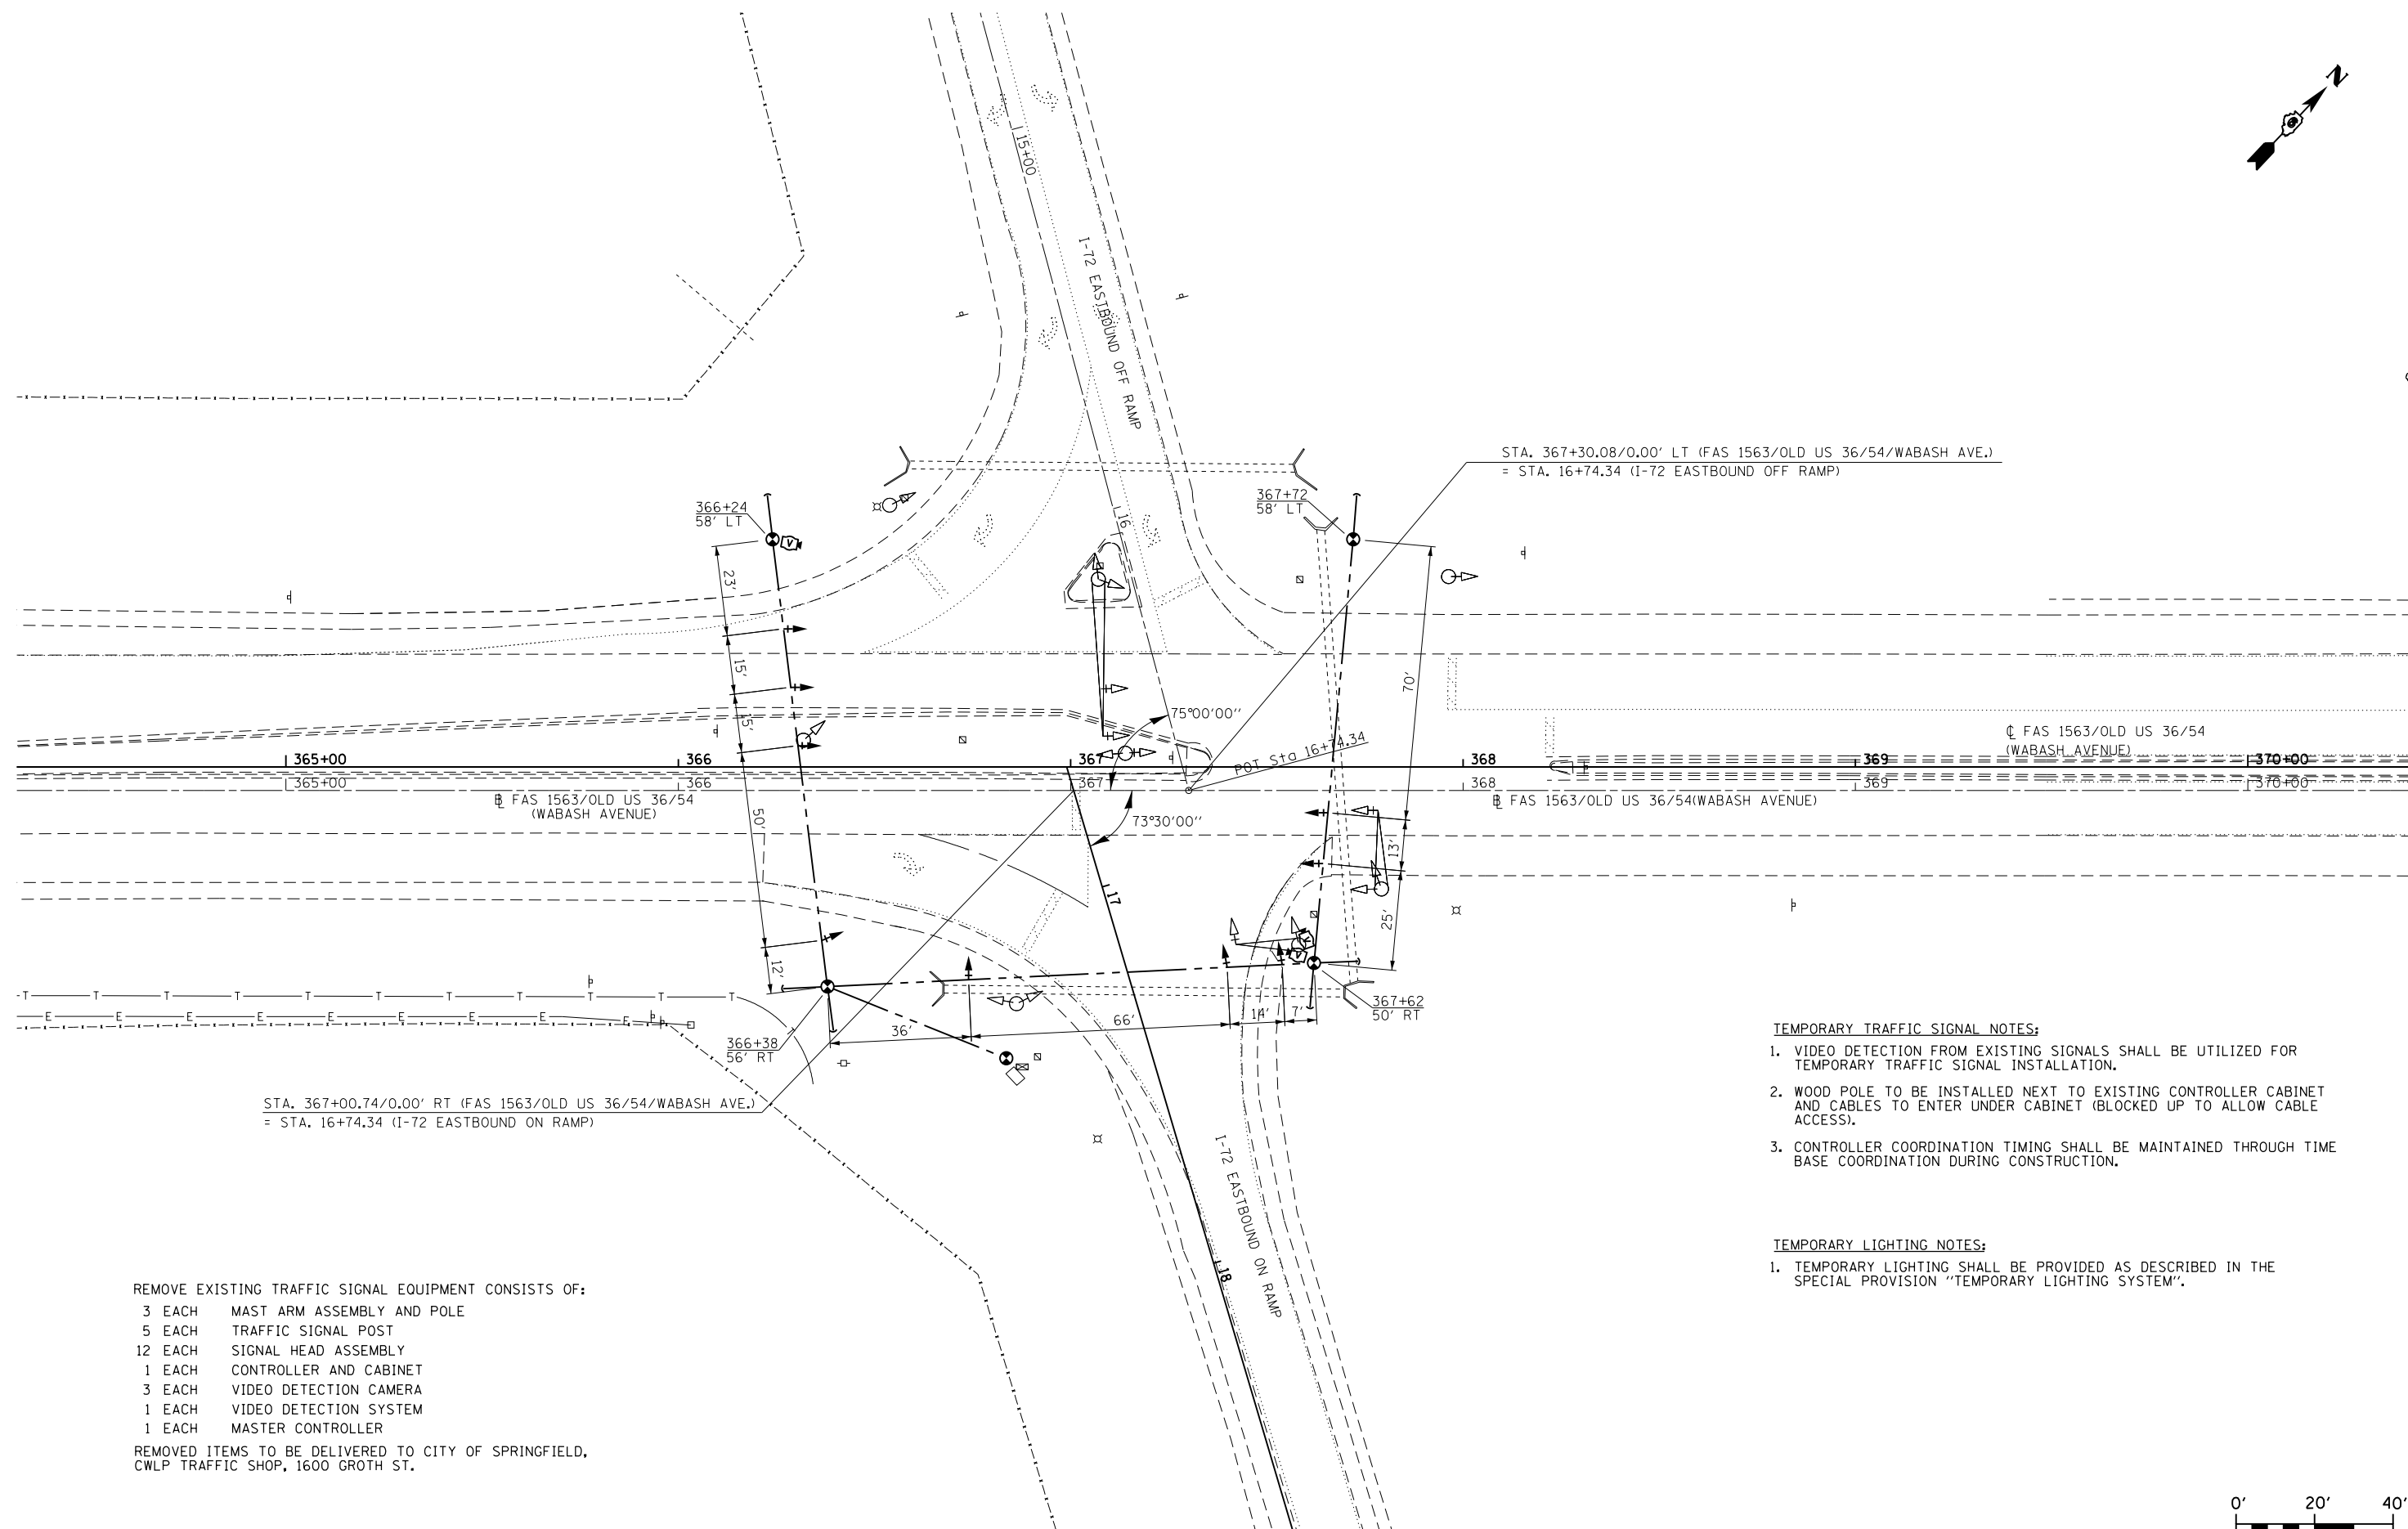 N
15+00
I-72 EASTBOUND OFF RAMP
STA. 367+30.08/0.00' LT (FAS 1563/OLD US 36/54/WABASH AVE.)
= STA. 16+74.34 (I-72 EASTBOUND OFF RAMP)
366+24
58' LT
367+72
58' LT
16
V
23'
15'
15'
70'
75°00'00"
POT Sta 16+74.34
℄ FAS 1563/OLD US 36/54
(WABASH AVENUE)
365+00
366
367
368
369
370+00
365+00
366
367
368
369
370+00
B FAS 1563/OLD US 36/54
(WABASH AVENUE)
B FAS 1563/OLD US 36/54(WABASH AVENUE)
50'
73°30'00"
13'
25'
17
12'
T T T T T T T T T T T
E E E E E E E E E
V
V
36'
66'
14'
7'
367+62
50' RT
366+38
56' RT
STA. 367+00.74/0.00' RT (FAS 1563/OLD US 36/54/WABASH AVE.)
= STA. 16+74.34 (I-72 EASTBOUND ON RAMP)
I-72 EASTBOUND ON RAMP
18
TEMPORARY TRAFFIC SIGNAL NOTES:
1. VIDEO DETECTION FROM EXISTING SIGNALS SHALL BE UTILIZED FOR
TEMPORARY TRAFFIC SIGNAL INSTALLATION.
2. WOOD POLE TO BE INSTALLED NEXT TO EXISTING CONTROLLER CABINET
AND CABLES TO ENTER UNDER CABINET (BLOCKED UP TO ALLOW CABLE
ACCESS).
3. CONTROLLER COORDINATION TIMING SHALL BE MAINTAINED THROUGH TIME
BASE COORDINATION DURING CONSTRUCTION.
TEMPORARY LIGHTING NOTES:
1. TEMPORARY LIGHTING SHALL BE PROVIDED AS DESCRIBED IN THE
SPECIAL PROVISION "TEMPORARY LIGHTING SYSTEM".
REMOVE EXISTING TRAFFIC SIGNAL EQUIPMENT CONSISTS OF:
3 EACH MAST ARM ASSEMBLY AND POLE
5 EACH TRAFFIC SIGNAL POST
12 EACH SIGNAL HEAD ASSEMBLY
1 EACH CONTROLLER AND CABINET
3 EACH VIDEO DETECTION CAMERA
1 EACH VIDEO DETECTION SYSTEM
1 EACH MASTER CONTROLLER
REMOVED ITEMS TO BE DELIVERED TO CITY OF SPRINGFIELD,
CWLP TRAFFIC SHOP, 1600 GROTH ST.
0' 20' 40'